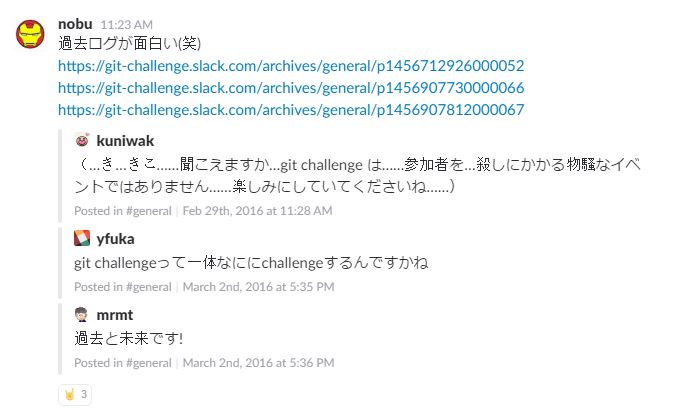 nobu 11:23 AM
過去ログが面白い(笑)
https://git-challenge.slack.com/archives/general/p1456712926000052
https://git-challenge.slack.com/archives/general/p1456907730000066
https://git-challenge.slack.com/archives/general/p1456907812000067
kuniwak
（...き...きこ......聞こえますか...git challenge は......参加者を...殺しにかかる物騒なイベ
ントではありません......楽しみにしていてくださいね......）
Posted in #general | Feb 29th, 2016 at 11:28 AM
yfuka
git challengeって一体なににchallengeするんですかね
Posted in #general | March 2nd, 2016 at 5:35 PM
mrmt
過去と未来です!
Posted in #general | March 2nd, 2016 at 5:36 PM
3